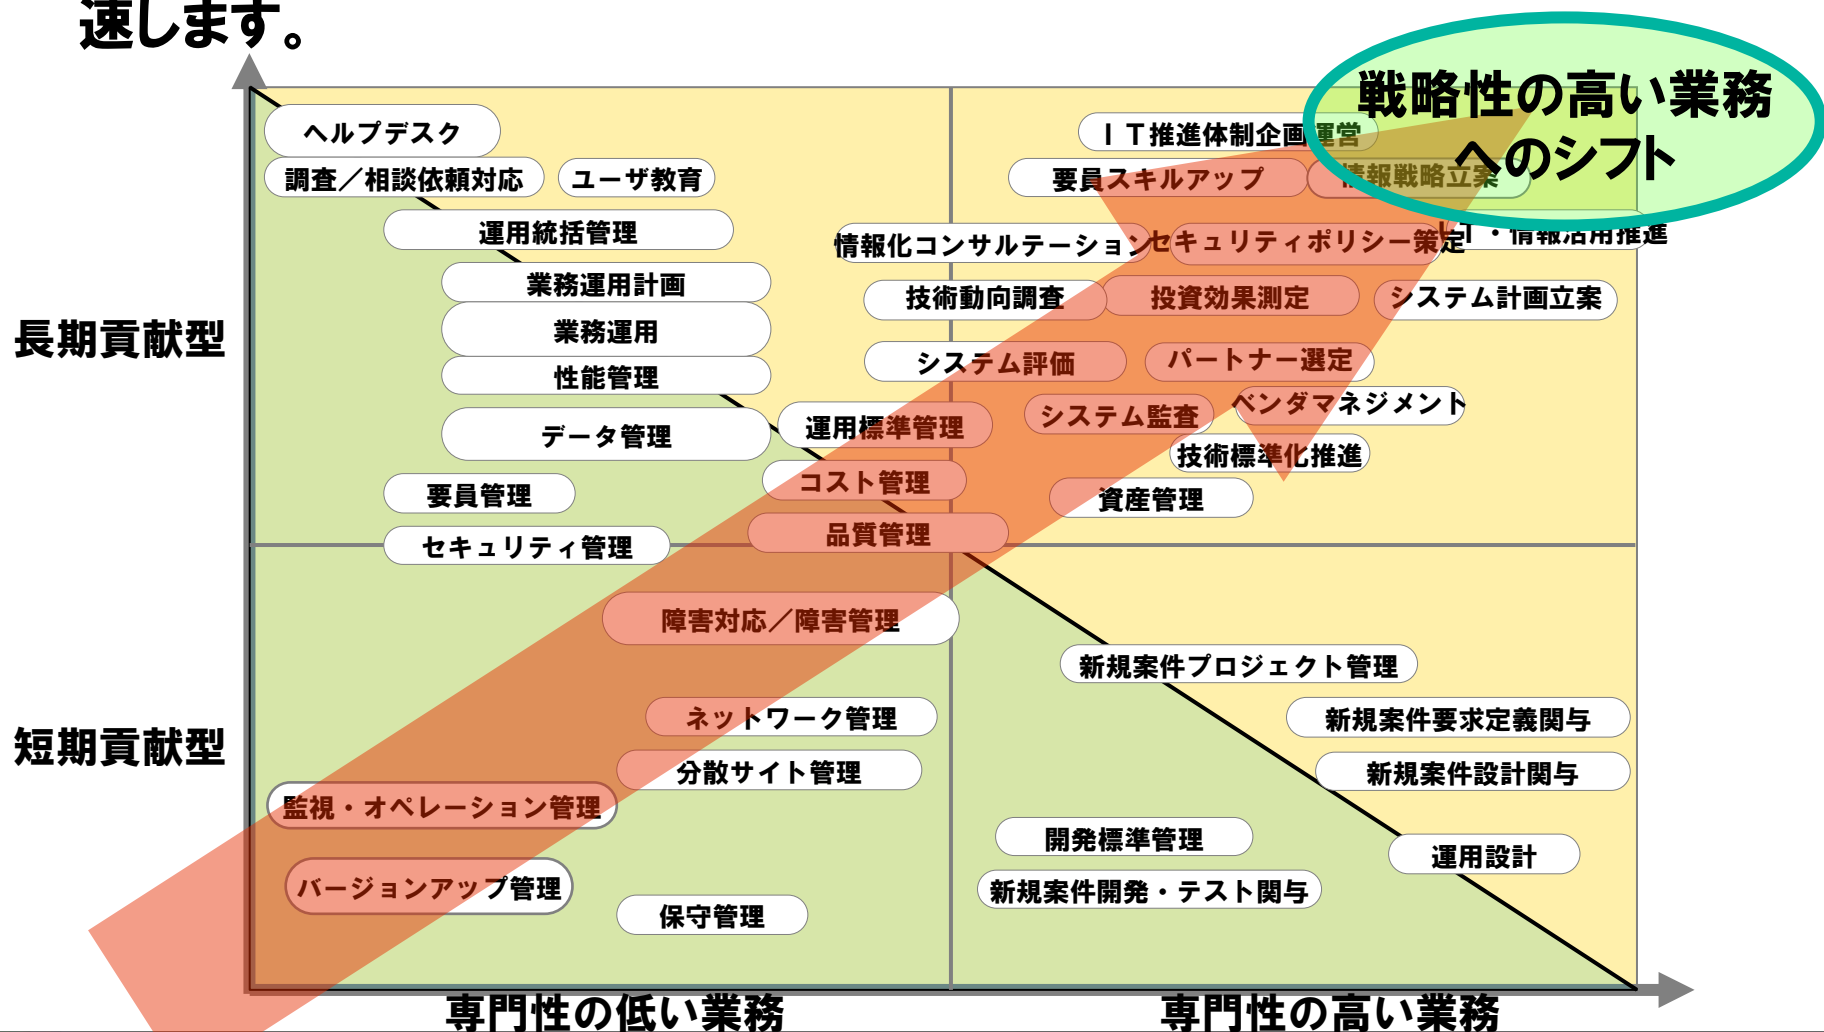 速します。
戦略性の高い業務
へのシフト
ヘルプデスク
ＩＴ推進体制企画運営
調査／相談依頼対応
ユーザ教育
要員スキルアップ
情報戦略立案
運用統括管理
情報化コンサルテーション
セキュリティポリシー策定
ＩＴ・情報活用推進
業務運用計画
技術動向調査
投資効果測定
システム計画立案
長期貢献型
業務運用
システム評価
パートナー選定
性能管理
運用標準管理
システム監査
ベンダマネジメント
データ管理
技術標準化推進
コスト管理
要員管理
資産管理
品質管理
セキュリティ管理
障害対応／障害管理
新規案件プロジェクト管理
短期貢献型
ネットワーク管理
新規案件要求定義関与
分散サイト管理
新規案件設計関与
監視・オペレーション管理
開発標準管理
運用設計
バージョンアップ管理
新規案件開発・テスト関与
保守管理
専門性の低い業務
専門性の高い業務